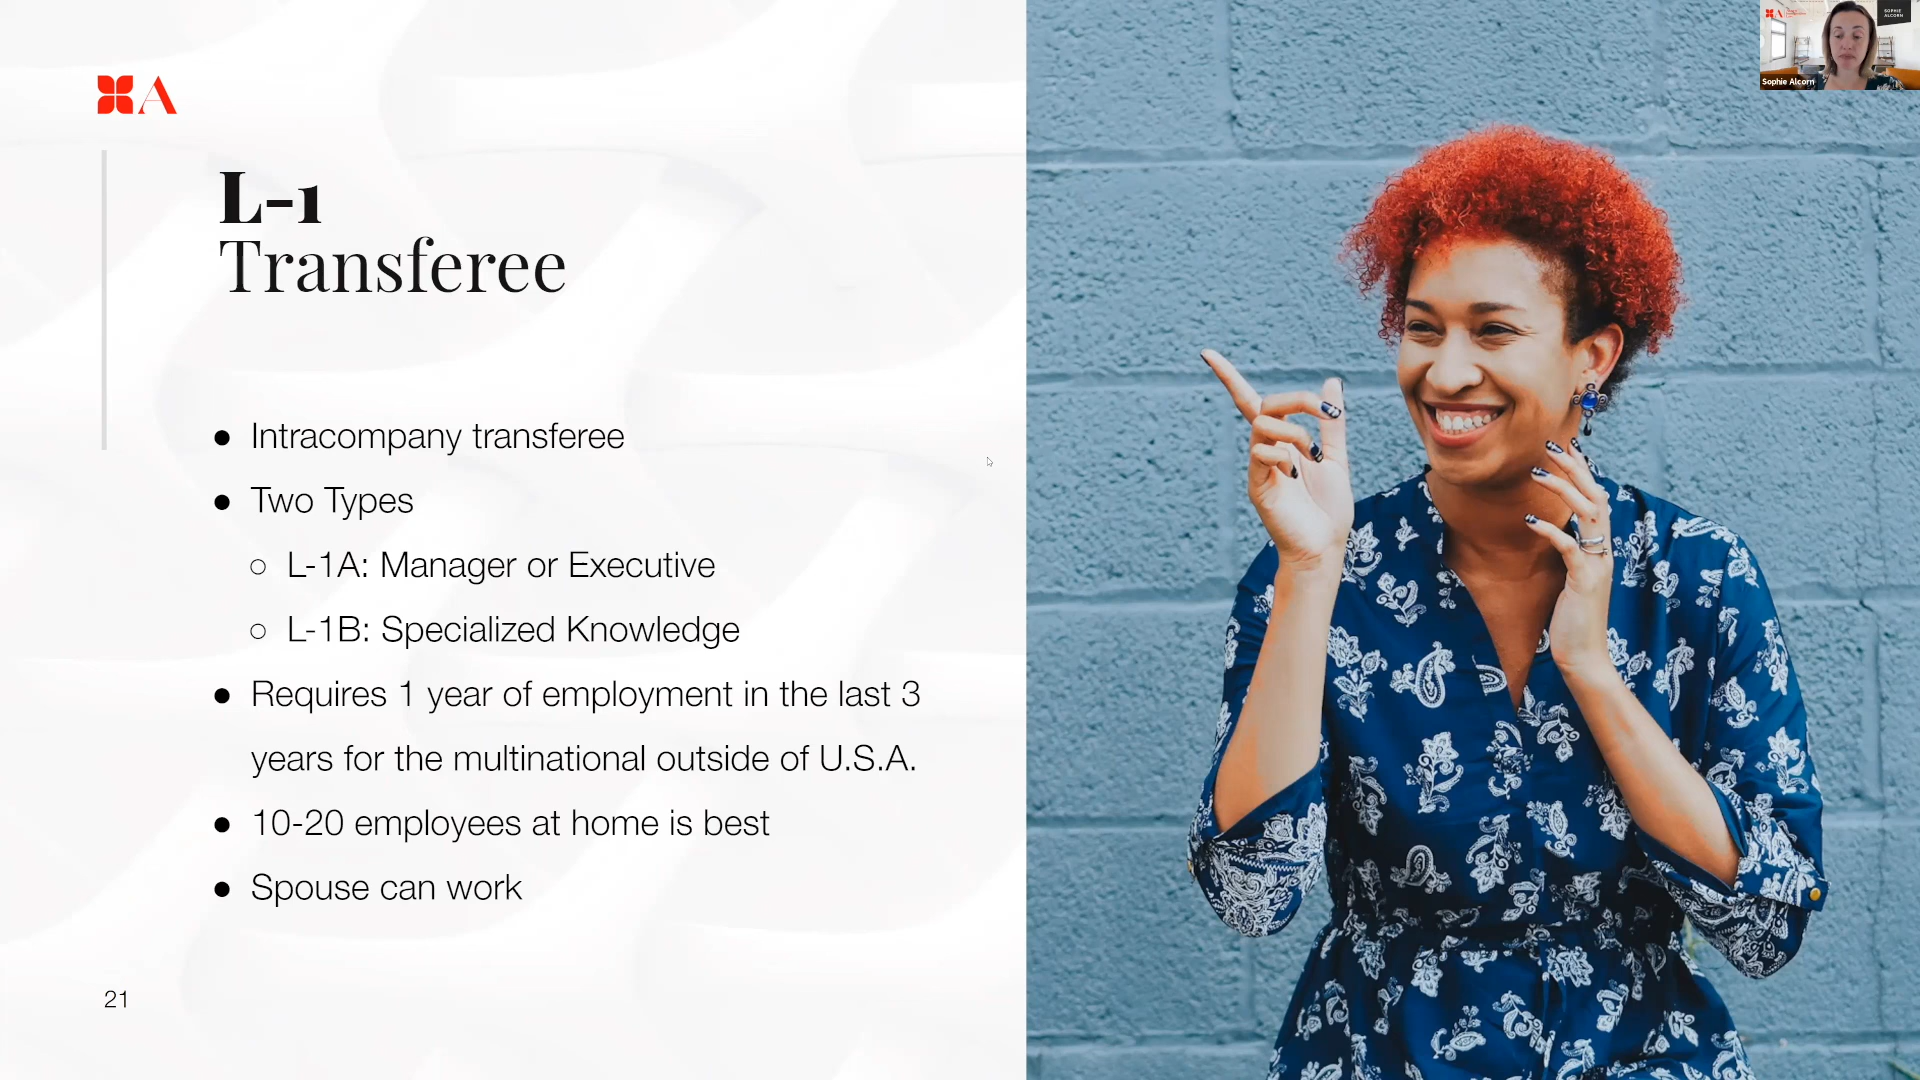 A
L-1
Transferee
● Intracompany transferee
● Two Types
○ L-1A: Manager or Executive
○ L-1B: Specialized Knowledge
● Requires 1 year of employment in the last 3
years for the multinational outside of U.S.A.
● 10-20 employees at home is best
● Spouse can work
21
SOPHIE
ALCORN
Sophie Alcorn